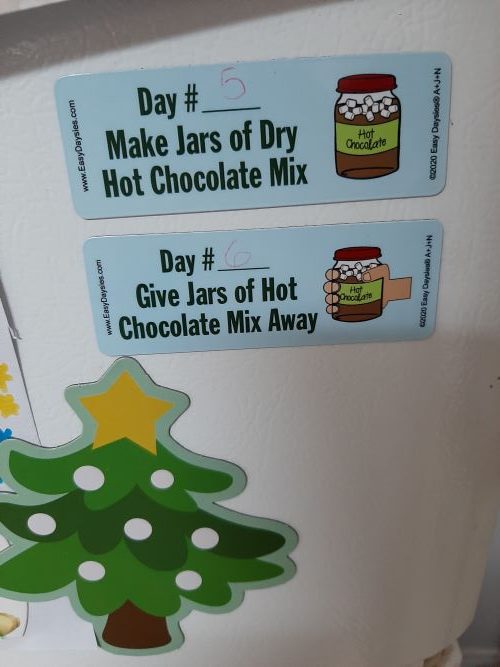 Day # 5
Make Jars of Dry
Hot Chocolate Mix
www.EasyDaysies.com
Hot
Chocolate
©2020 Easy Daysies® A+J+N
Day # 6
Give Jars of Hot
Chocolate Mix Away
www.EasyDaysies.com
Hot
Chocolate
©2020 Easy Daysies® A+J+N